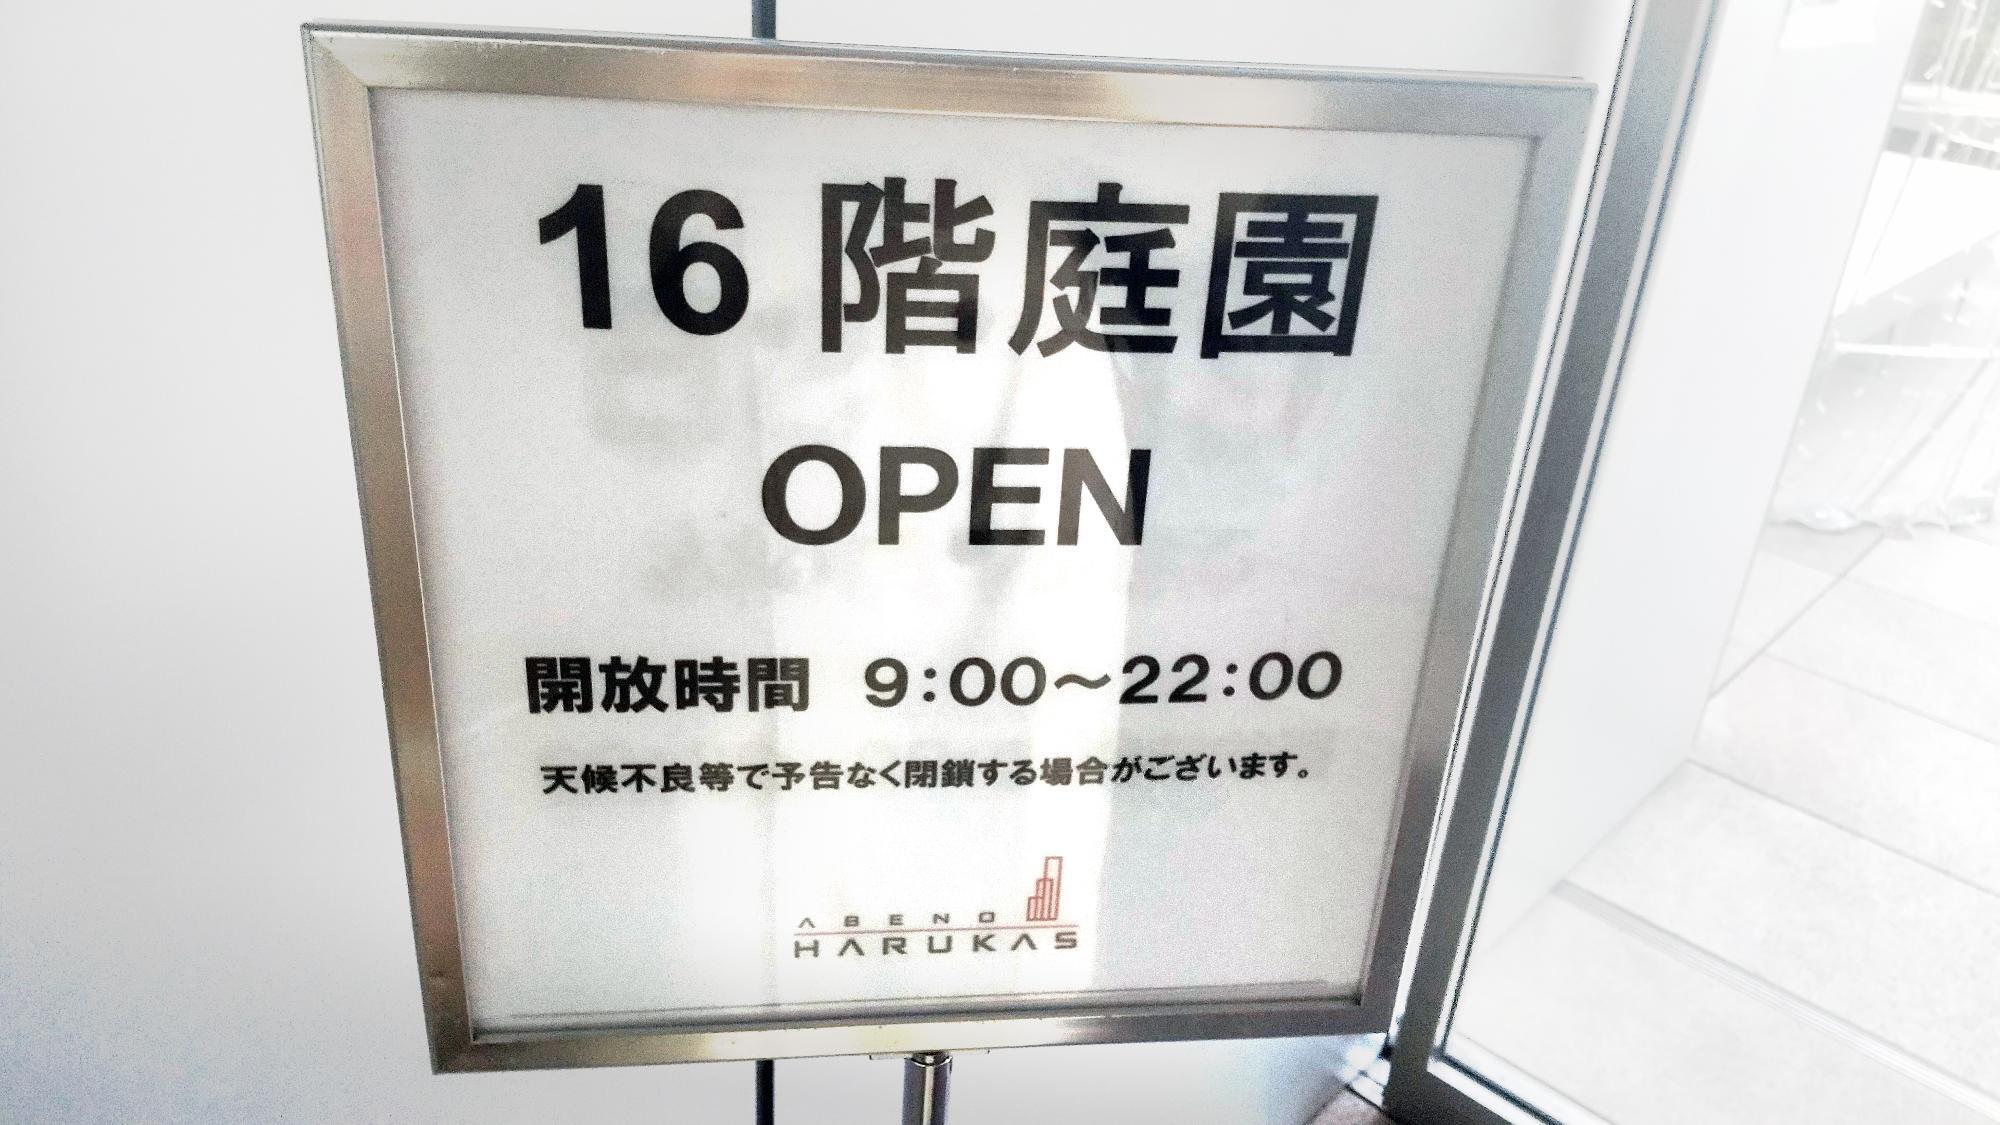 16 階庭園
OPEN
開放時間 9:00～22:00
天候不良等で予告なく閉鎖する場合がございます。
ABENO
HARUKAS